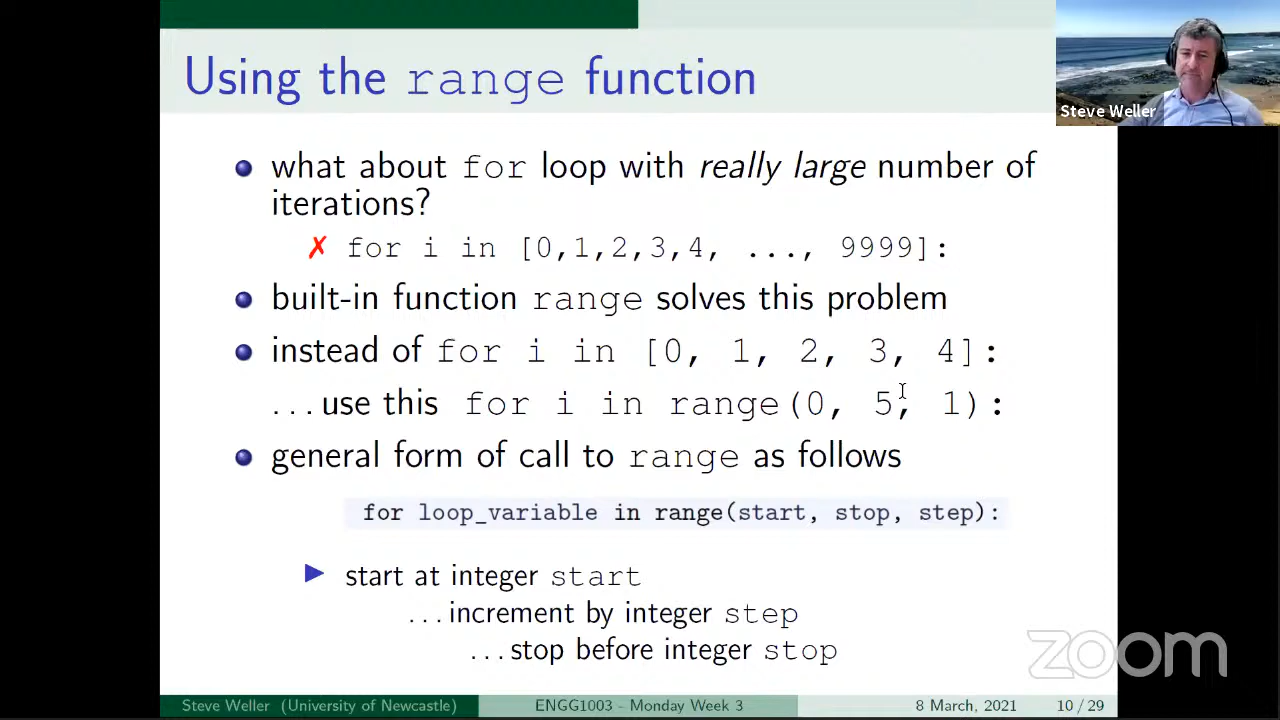 Using the range function
Steve Weller
what about for loop with really large number of
iterations?
✗ for i in [0,1,2,3,4, ..., 9999]:
built-in function range solves this problem
instead of for i in [0, 1, 2, 3, 4]:
...use this for i in range(0, 5, 1):
general form of call to range as follows
for loop_variable in range(start, stop, step):
start at integer start
...increment by integer step
...stop before integer stop
zoom
Steve Weller (University of Newcastle) ENGG1003 - Monday Week 3 8 March, 2021 10 / 29